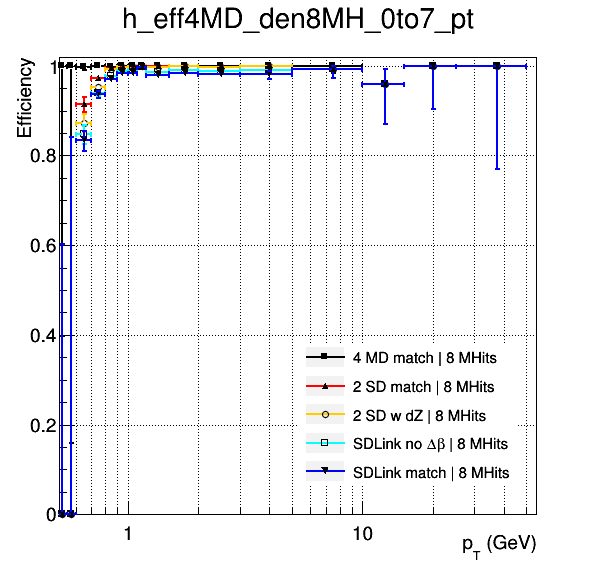 h_eff4MD_den8MH_0to7_pt
Efficiency
1
0.8
0.6
0.4
0.2
0
4 MD match | 8 MHits
2 SD match | 8 MHits
2 SD w dZ | 8 MHits
SDLink no Δβ | 8 MHits
SDLink match | 8 MHits
1
10
p_T (GeV)